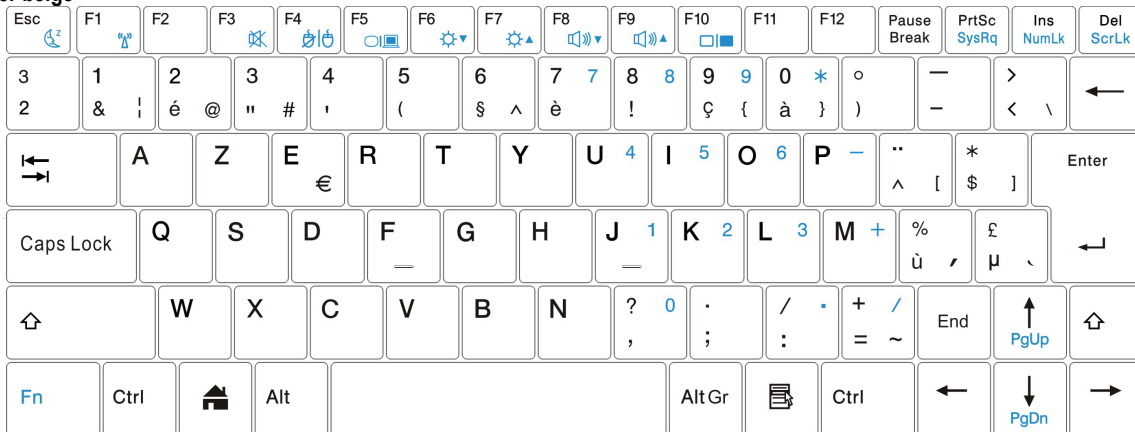 Esc F1 F2 F3 F4 F5 F6 F7 F8 F9 F10 F11 F12 Pause PrtSc Ins Del
Break SysRq NumLk ScrLk
3 1 2 3 4 5 6 7 7 8 8 9 9 0 * ° — >
2 & ¦ é @ " # ' ( § ^ è ! ç { à } ) – < \
A Z E R T Y U 4 I 5 O 6 P – ¨ * Enter
€ ^ [ $ ]
Caps Lock Q S D F G H J 1 K 2 L 3 M + % £
ù ´ µ `
W X C V B N ? 0 . / . + / End
, ; : = ~ PgUp
Fn Ctrl Alt Alt Gr Ctrl
PgDn